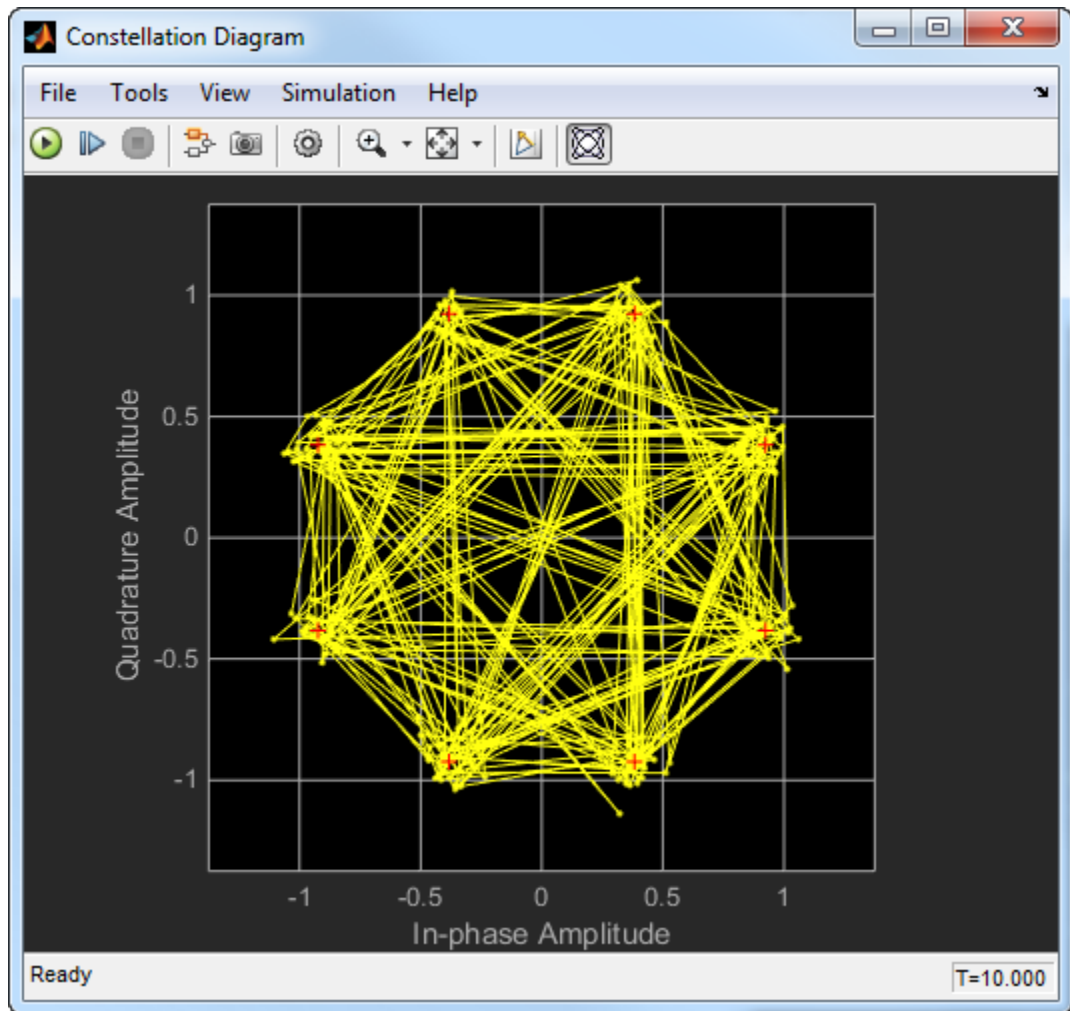 Constellation Diagram
File Tools View Simulation Help
1
0.5
0
-0.5
-1
Quadrature Amplitude
-1 -0.5 0 0.5 1
In-phase Amplitude
Ready T=10.000